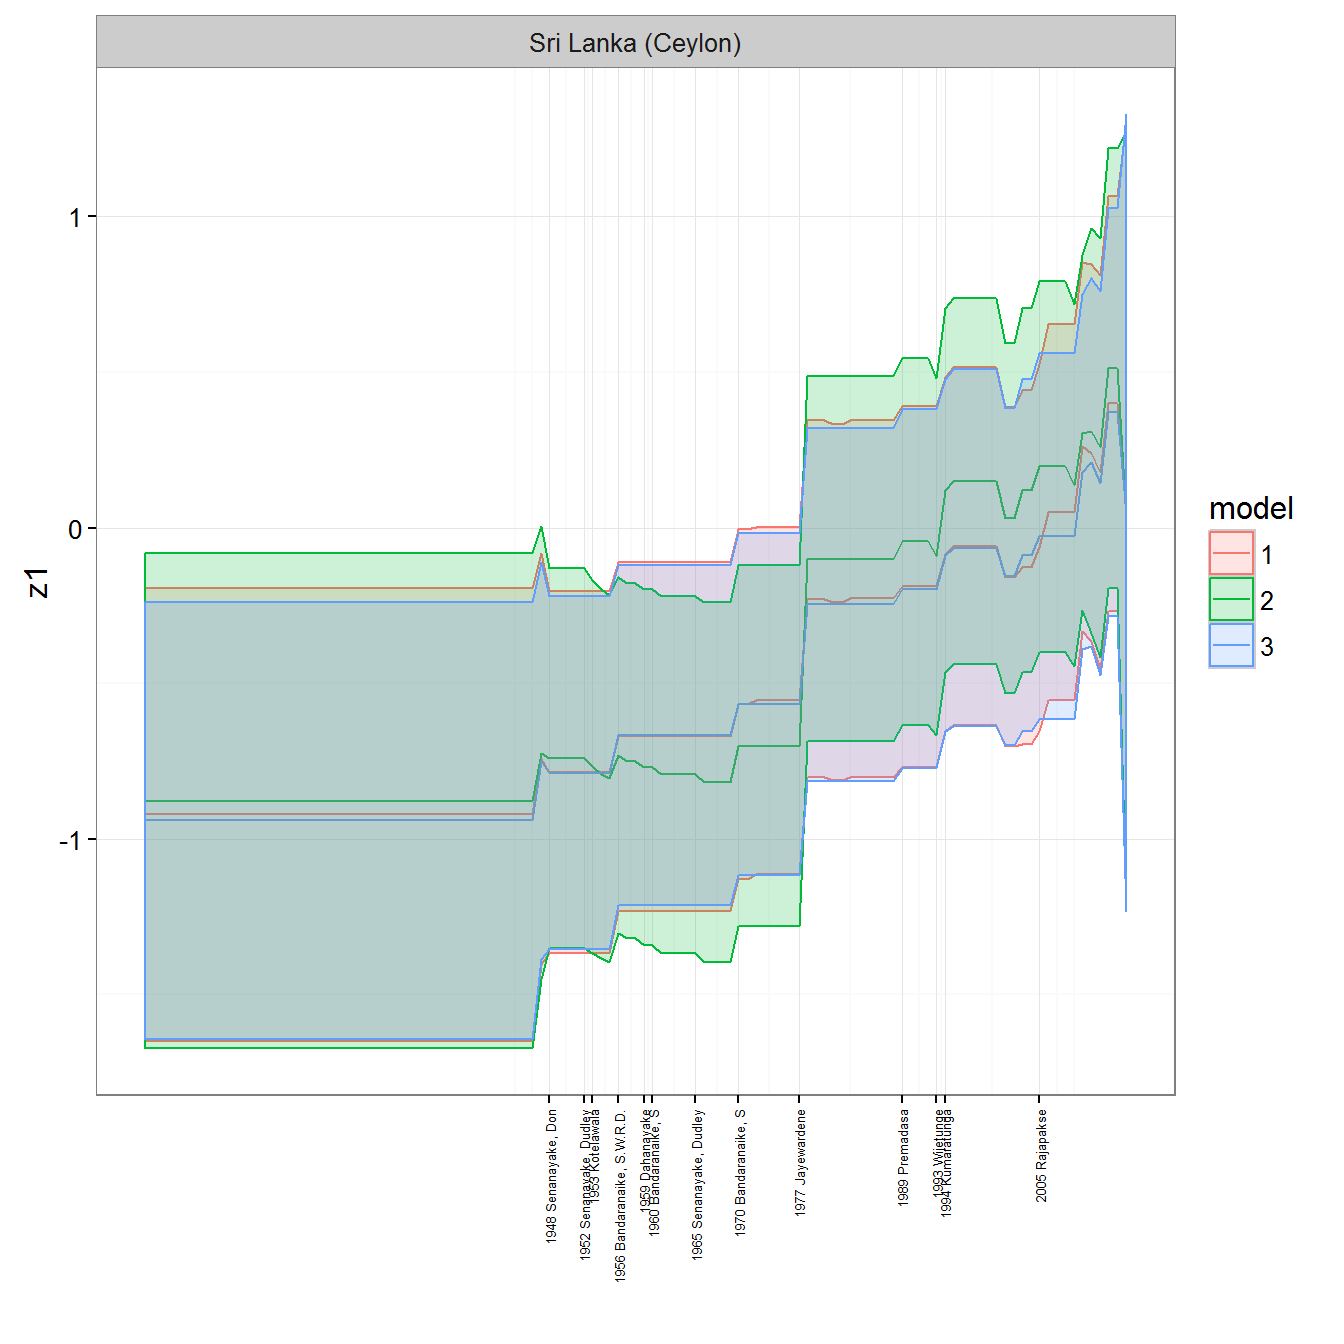 Sri Lanka (Ceylon)
z1
1
0
-1
model
1
2
3
1948 Senanayake, Don
1952 Senanayake, Dudley
1953 Kotelawala
1956 Bandaranaike, S.W.R.D.
1959 Dahanayake
1960 Bandaranaike, S
1965 Senanayake, Dudley
1970 Bandaranaike, S
1977 Jayewardene
1989 Premadasa
1993 Wijetunge
1994 Kumaratunga
2005 Rajapakse